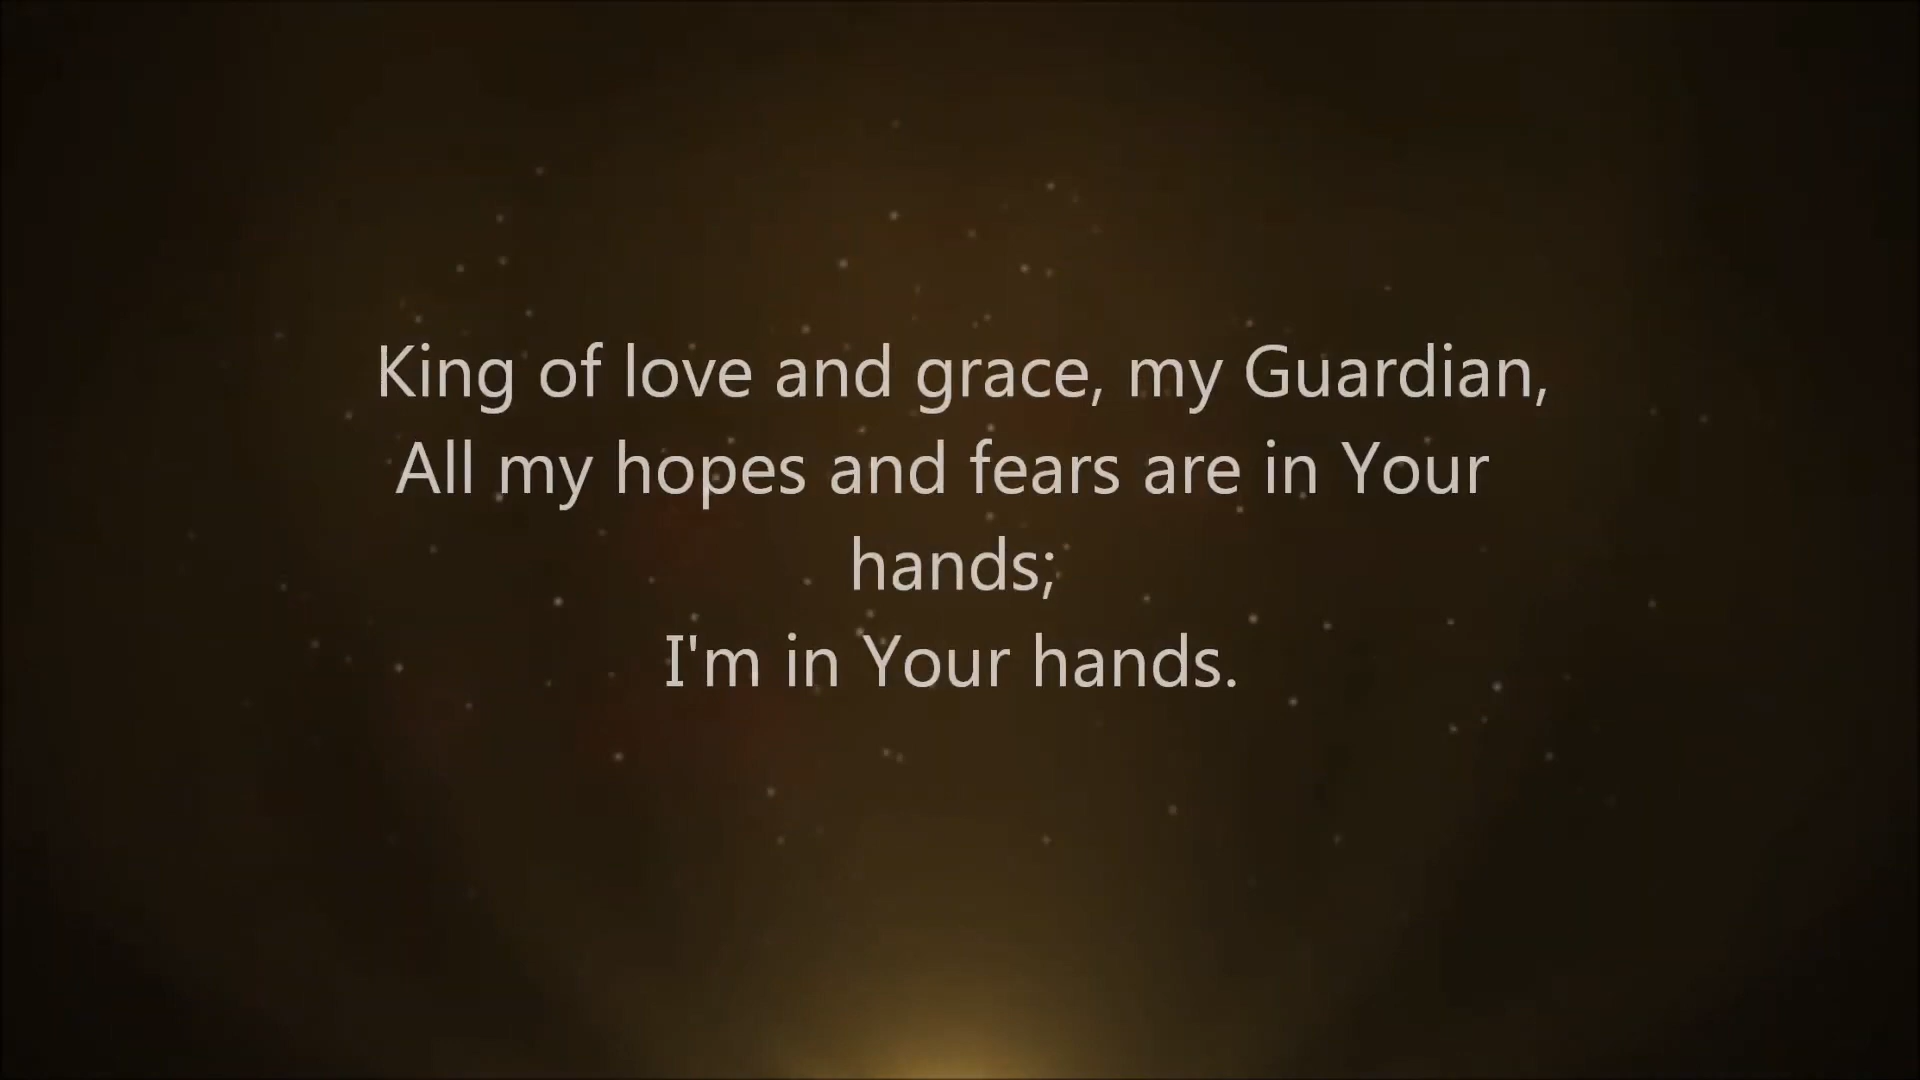 King of love and grace, my Guardian,
All my hopes and fears are in Your
hands;
I'm in Your hands.